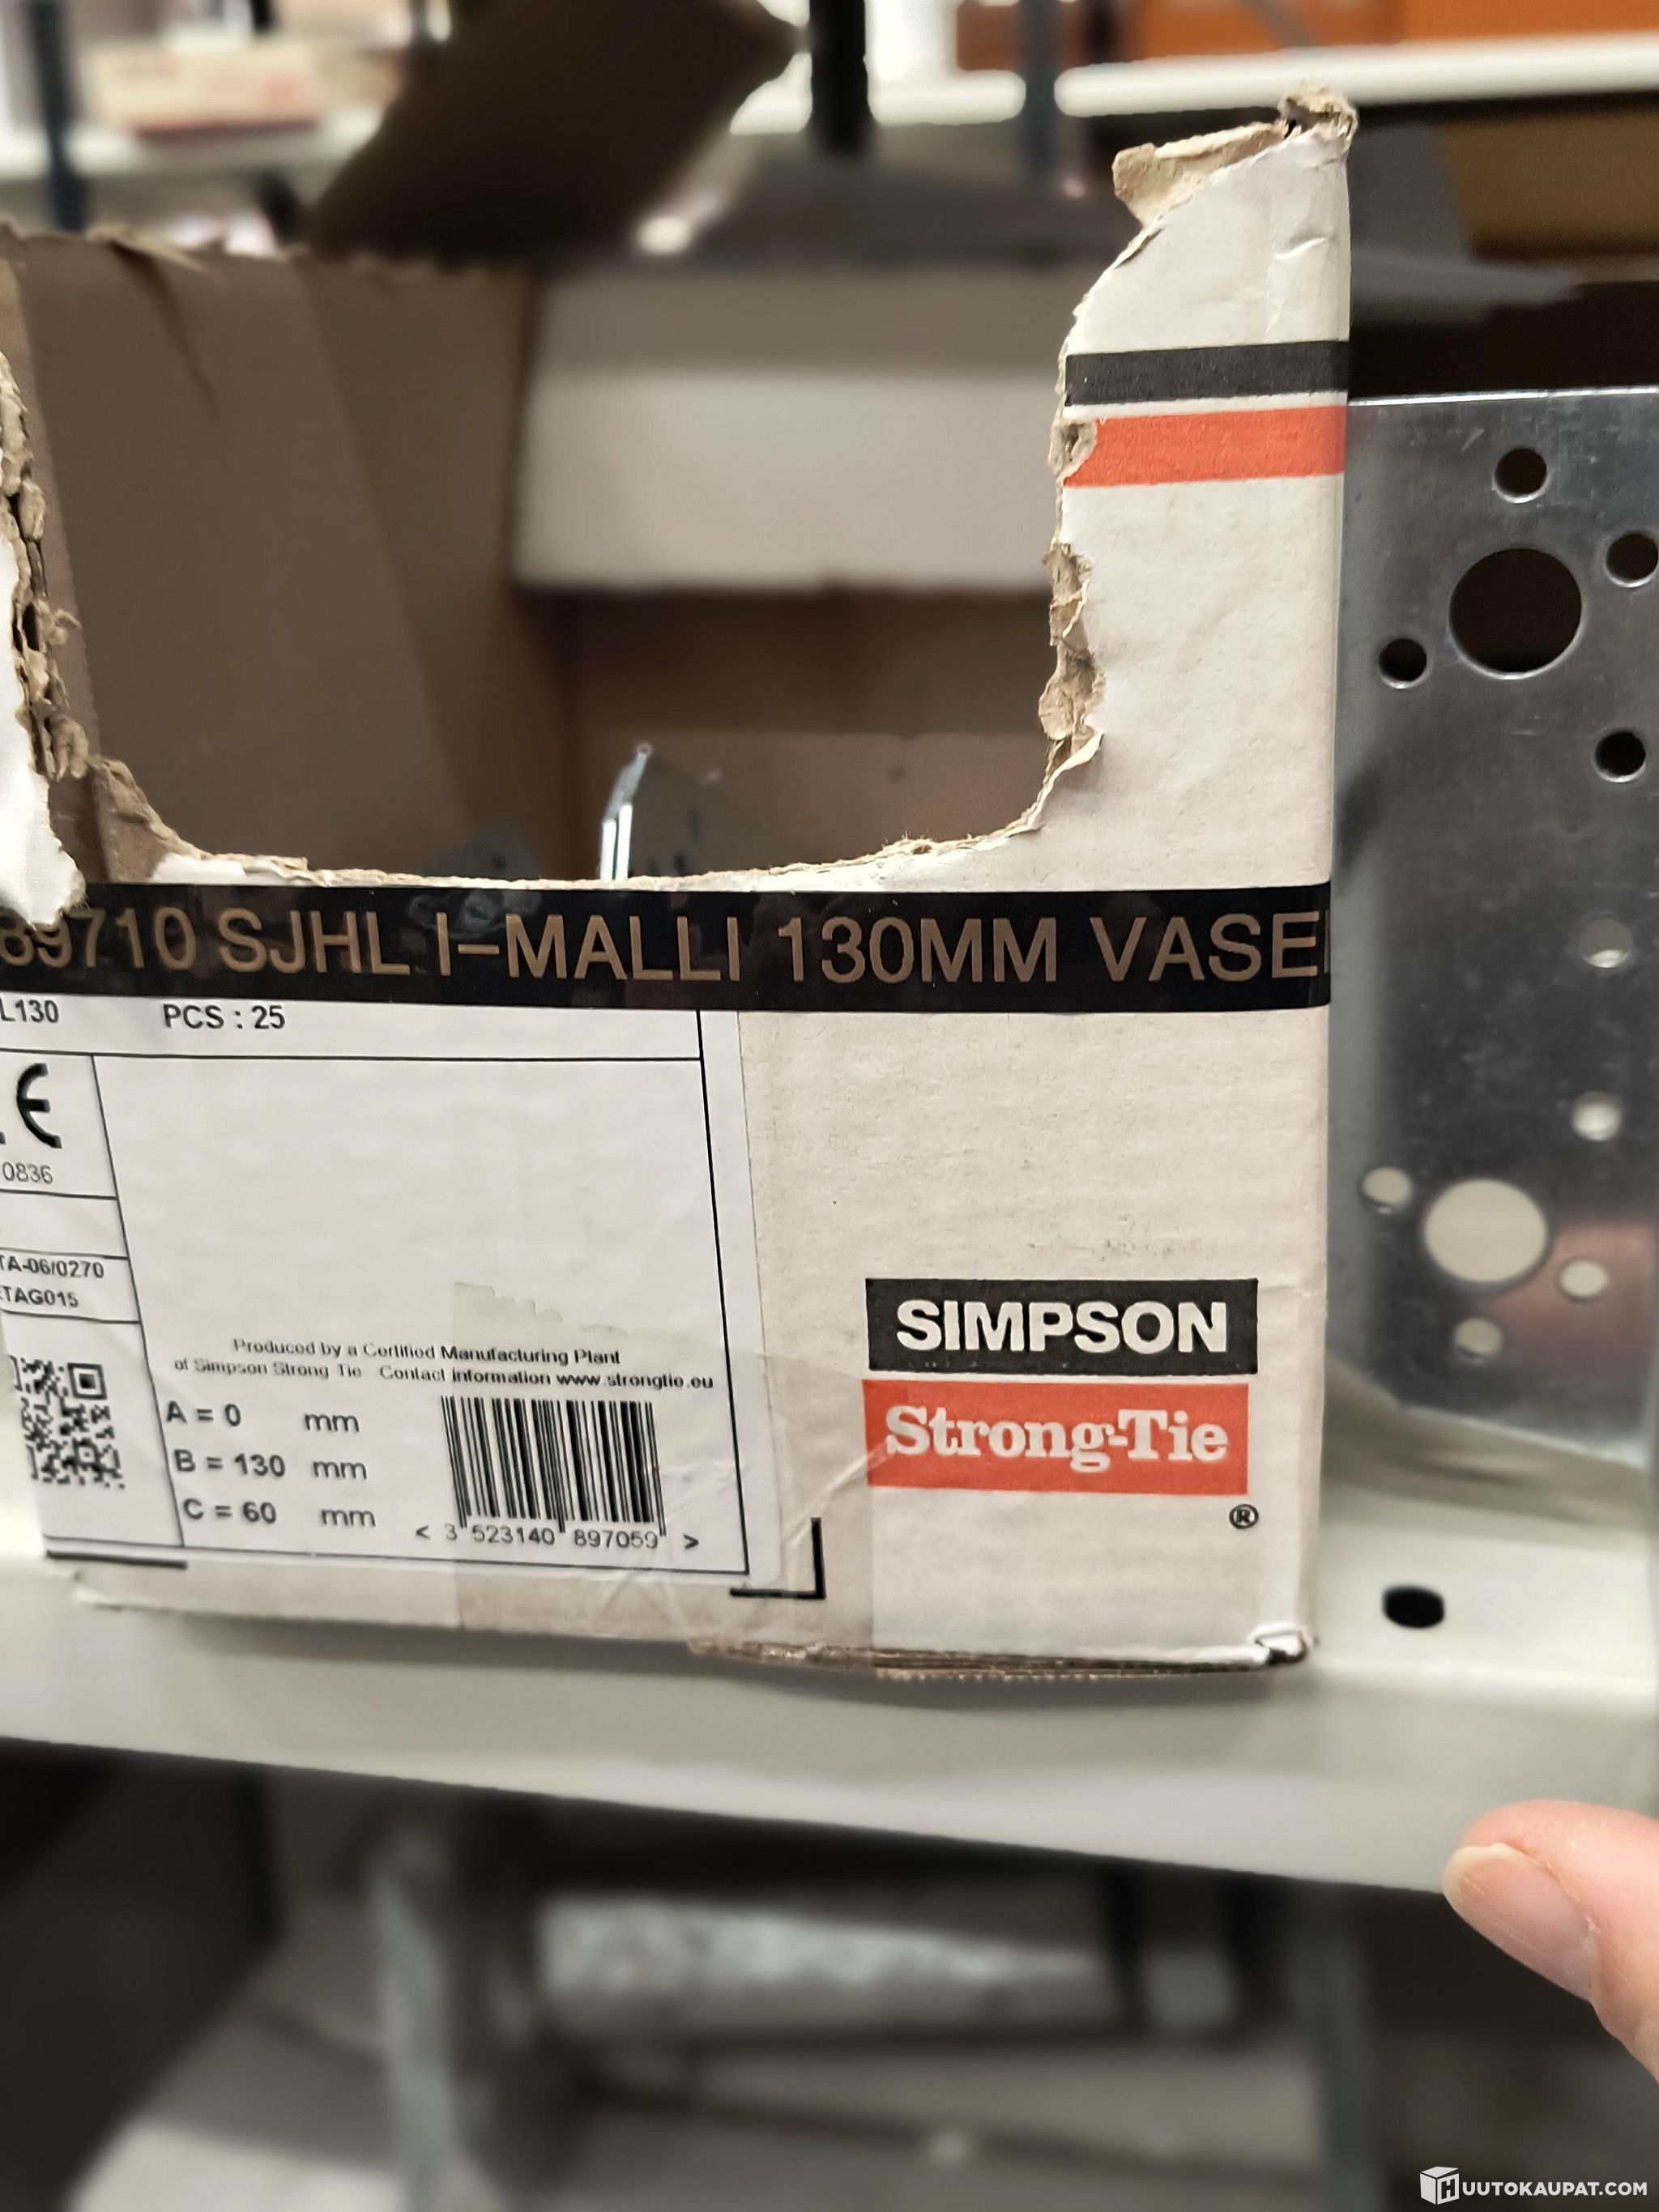 89710 SJHL I-MALLI 130MM VASE
L130 PCS : 25
CE
0836
TA-06/0270
ETAG015
Produced by a Certified Manufacturing Plant
of Simpson Strong Tie Contact information www.strongtie.eu
A = 0 mm
B = 130 mm
C = 60 mm
< 3 523140 897059 >
SIMPSON
Strong-Tie
®
HUUTOKAUPAT.COM